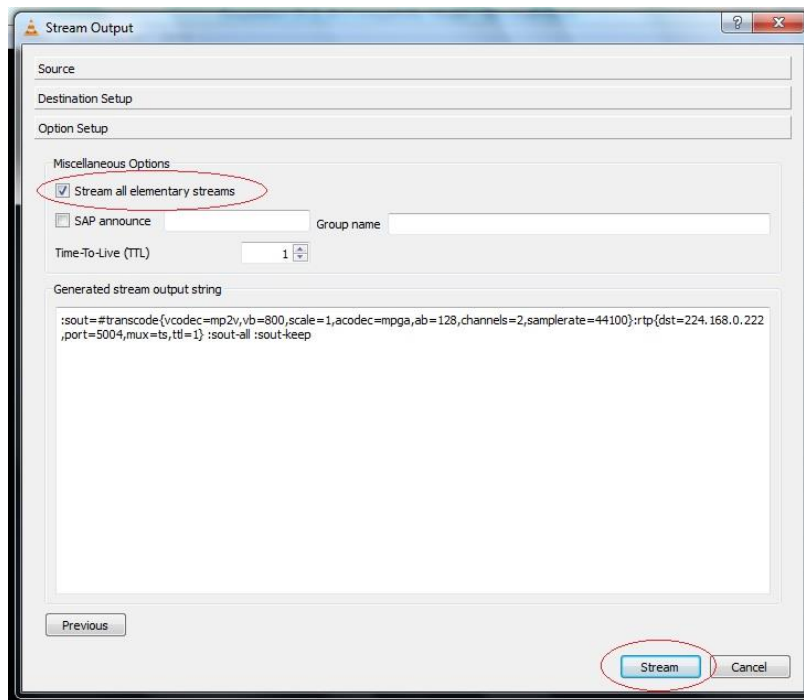 Stream Output
Source
Destination Setup
Option Setup
Miscellaneous Options
Stream all elementary streams
SAP announce
Group name
Time-To-Live (TTL)
1
Generated stream output string
:sout=#transcode{vcodec=mp2v,vb=800,scale=1,acodec=mpga,ab=128,channels=2,samplerate=44100}:rtp{dst=224.168.0.222
,port=5004,mux=ts,ttl=1} :sout-all :sout-keep
Previous
Stream
Cancel